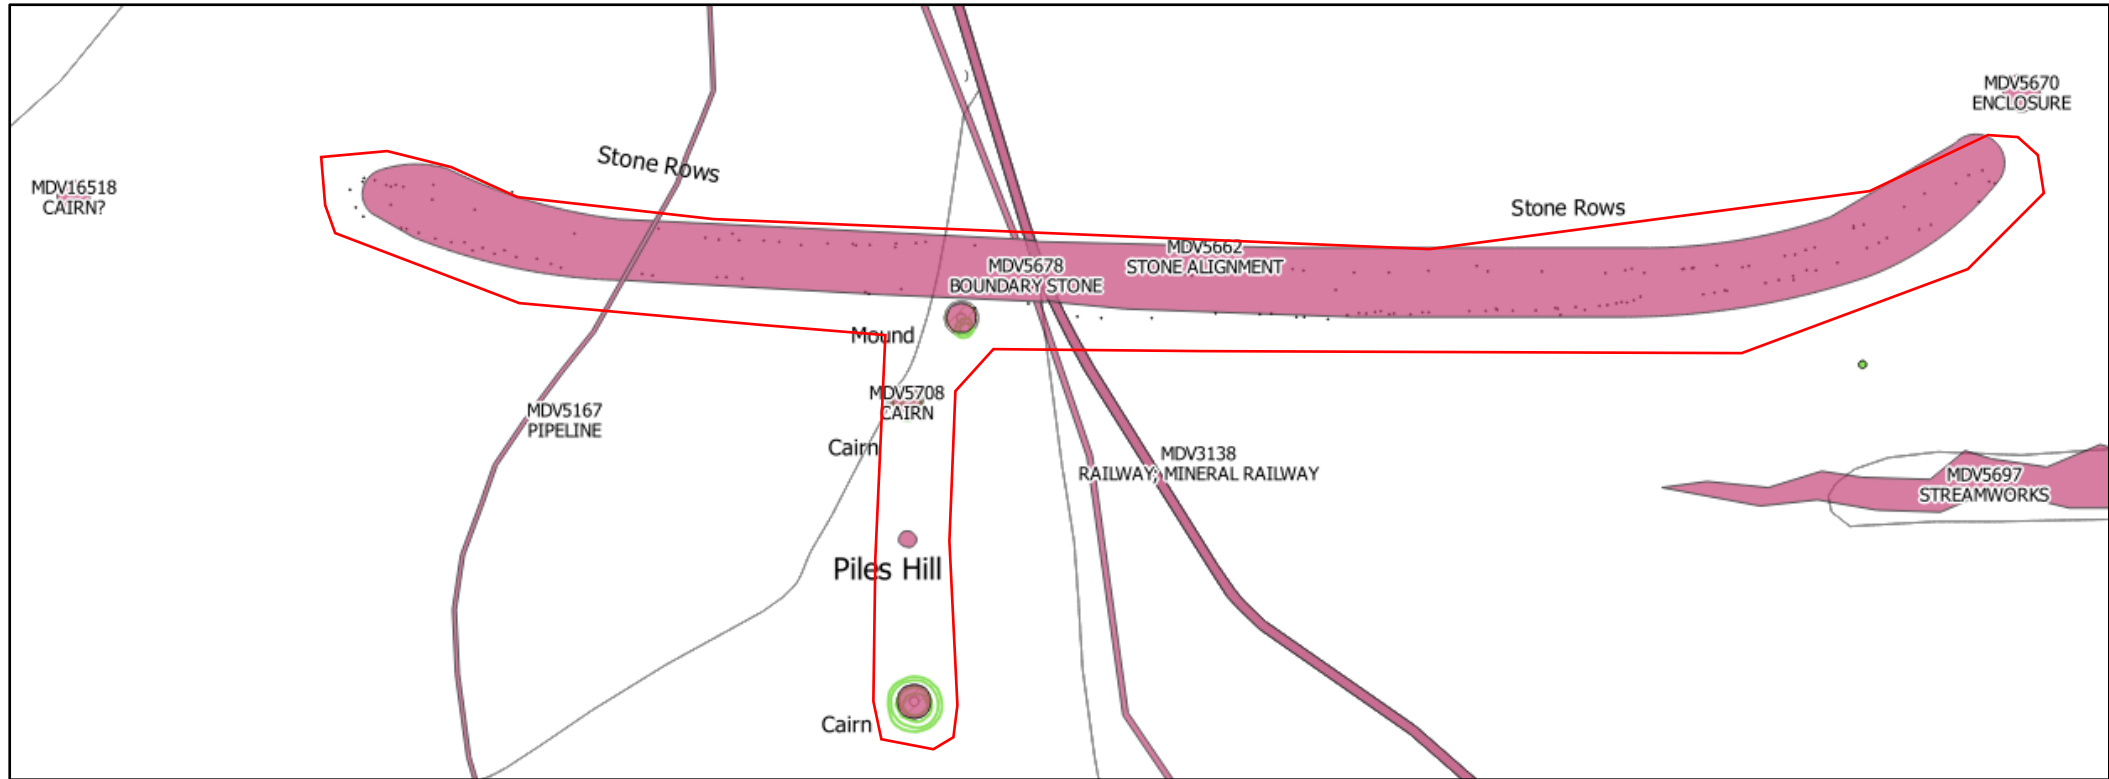 MDV5670
ENCLOSURE
Stone Rows
MDV16518
CAIRN?
Stone Rows
MDV5662
STONE ALIGNMENT
MDV5678
BOUNDARY STONE
Mound
MDV5708
CAIRN
MDV5167
PIPELINE
Cairn
MDV3138
RAILWAY; MINERAL RAILWAY
MDV5697
STREAMWORKS
Piles Hill
Cairn